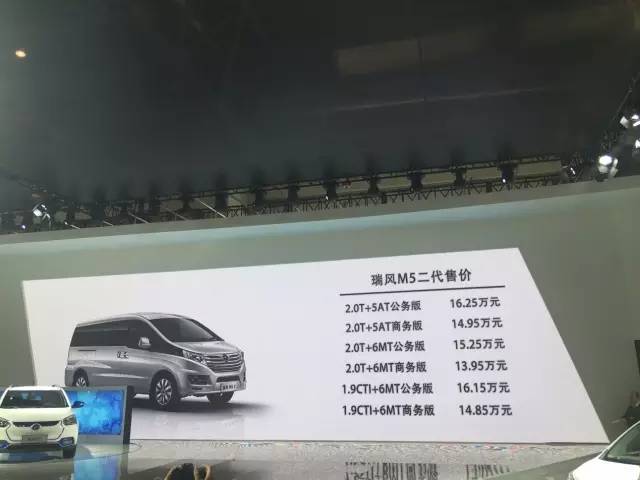 瑞风M5二代售价
2.0T+5AT公务版 16.25万元
2.0T+5AT商务版 14.95万元
2.0T+6MT公务版 15.25万元
2.0T+6MT商务版 13.95万元
1.9CTI+6MT公务版 16.15万元
1.9CTI+6MT商务版 14.85万元